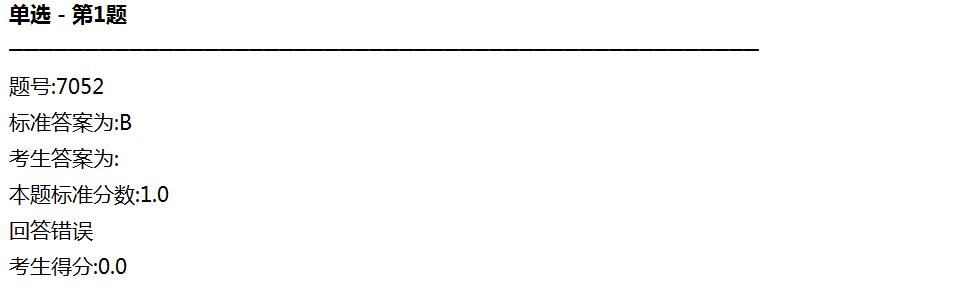 单选 - 第1题
题号:7052
标准答案为:B
考生答案为:
本题标准分数:1.0
回答错误
考生得分:0.0